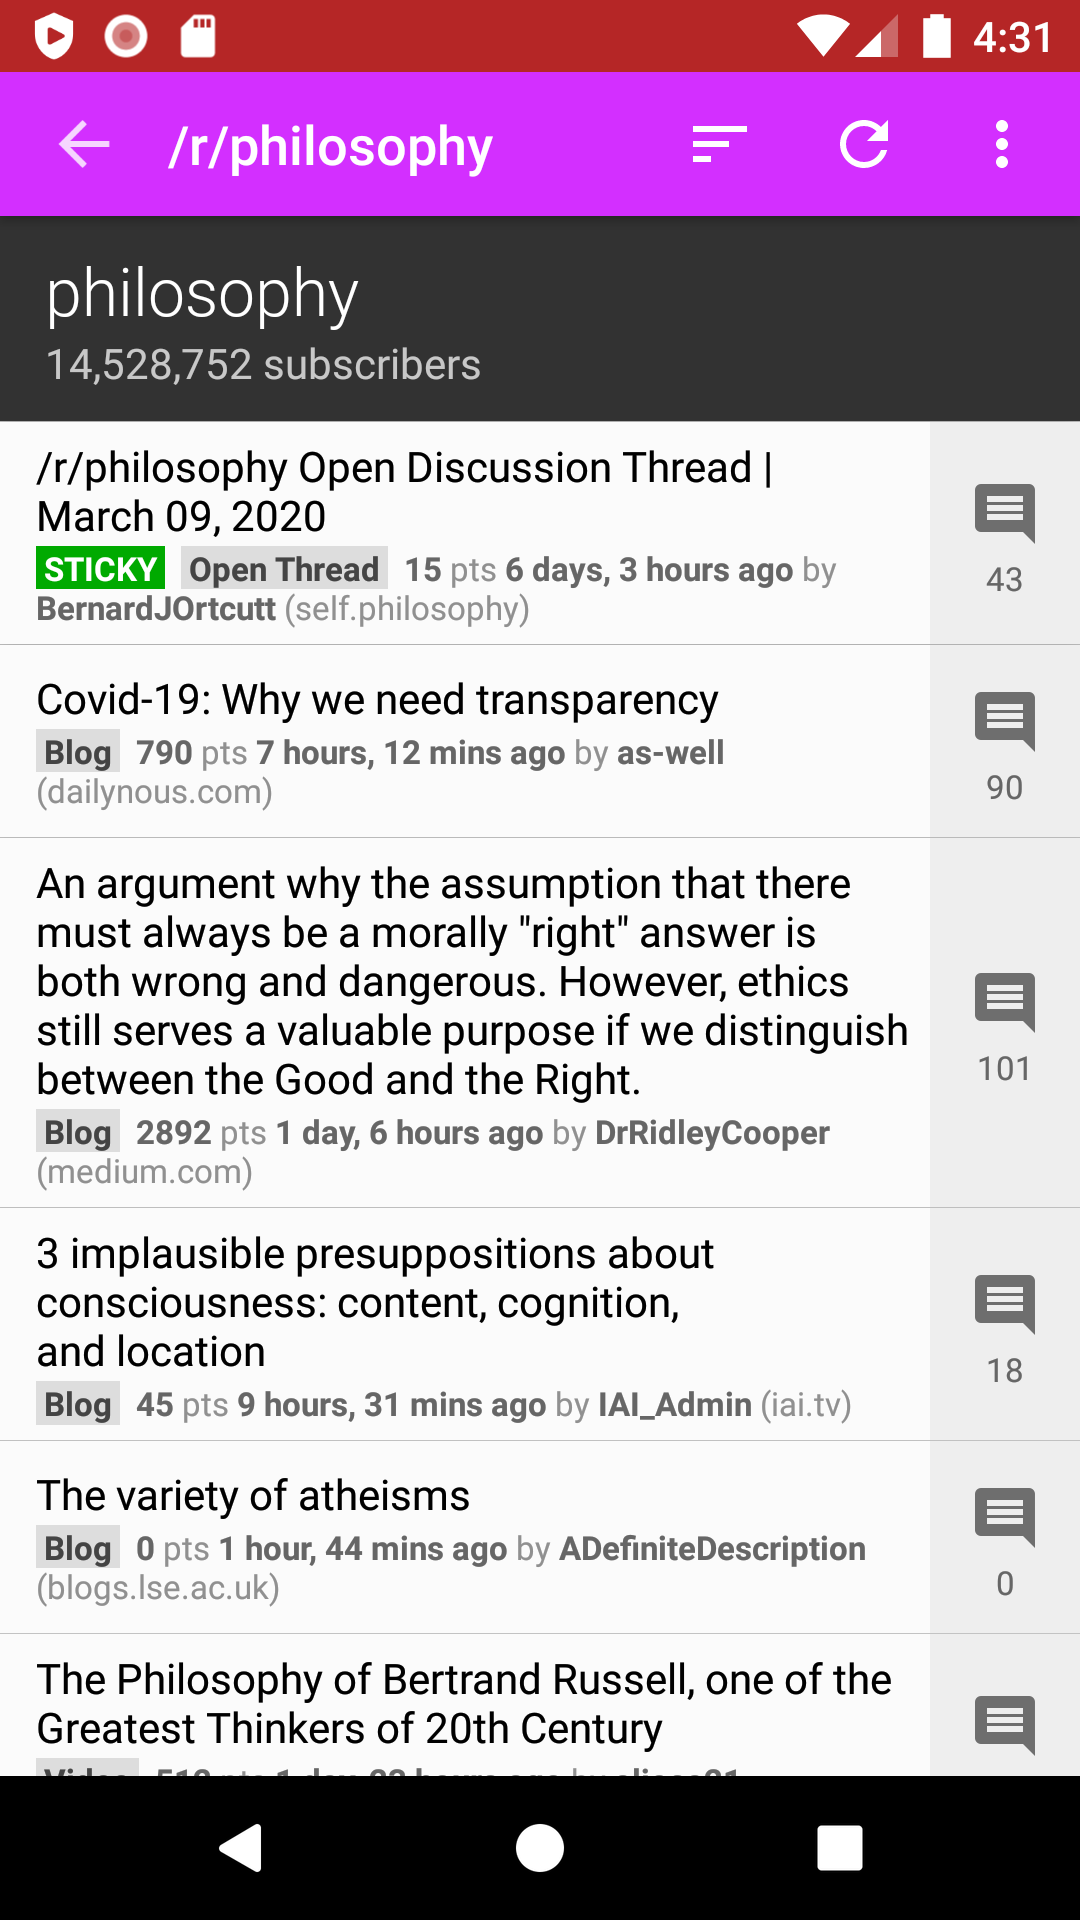 4:31
/r/philosophy
philosophy
14,528,752 subscribers
/r/philosophy Open Discussion Thread |
March 09, 2020
STICKY Open Thread 15 pts 6 days, 3 hours ago by
BernardJOrtcutt (self.philosophy)
43
Covid-19: Why we need transparency
Blog 790 pts 7 hours, 12 mins ago by as-well
(dailynous.com)
90
An argument why the assumption that there
must always be a morally "right" answer is
both wrong and dangerous. However, ethics
still serves a valuable purpose if we distinguish
between the Good and the Right.
Blog 2892 pts 1 day, 6 hours ago by DrRidleyCooper
(medium.com)
101
3 implausible presuppositions about
consciousness: content, cognition,
and location
Blog 45 pts 9 hours, 31 mins ago by IAI_Admin (iai.tv)
18
The variety of atheisms
Blog 0 pts 1 hour, 44 mins ago by ADefiniteDescription
(blogs.lse.ac.uk)
0
The Philosophy of Bertrand Russell, one of the
Greatest Thinkers of 20th Century
Video pts 1 day, hours ago by